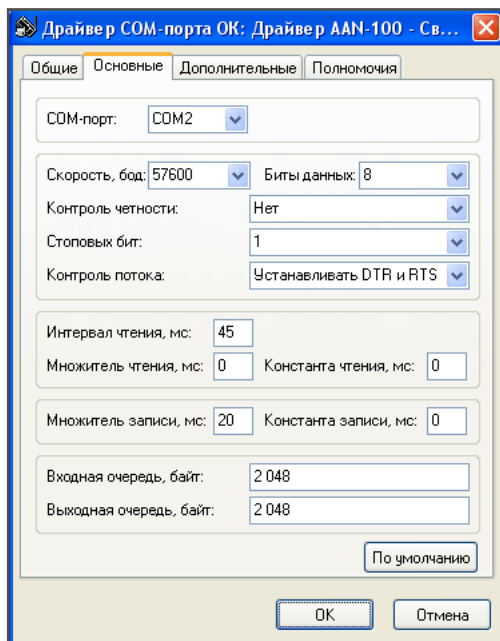 Драйвер COM-порта ОК: Драйвер AAN-100 - Св...
Общие Основные Дополнительные Полномочия
COM-порт: COM2
Скорость, бод: 57600 Биты данных: 8
Контроль четности: Нет
Стоповых бит: 1
Контроль потока: Устанавливать DTR и RTS
Интервал чтения, мс: 45
Множитель чтения, мс: 0 Константа чтения, мс: 0
Множитель записи, мс: 20 Константа записи, мс: 0
Входная очередь, байт: 2 048
Выходная очередь, байт: 2 048
По умолчанию
OK Отмена